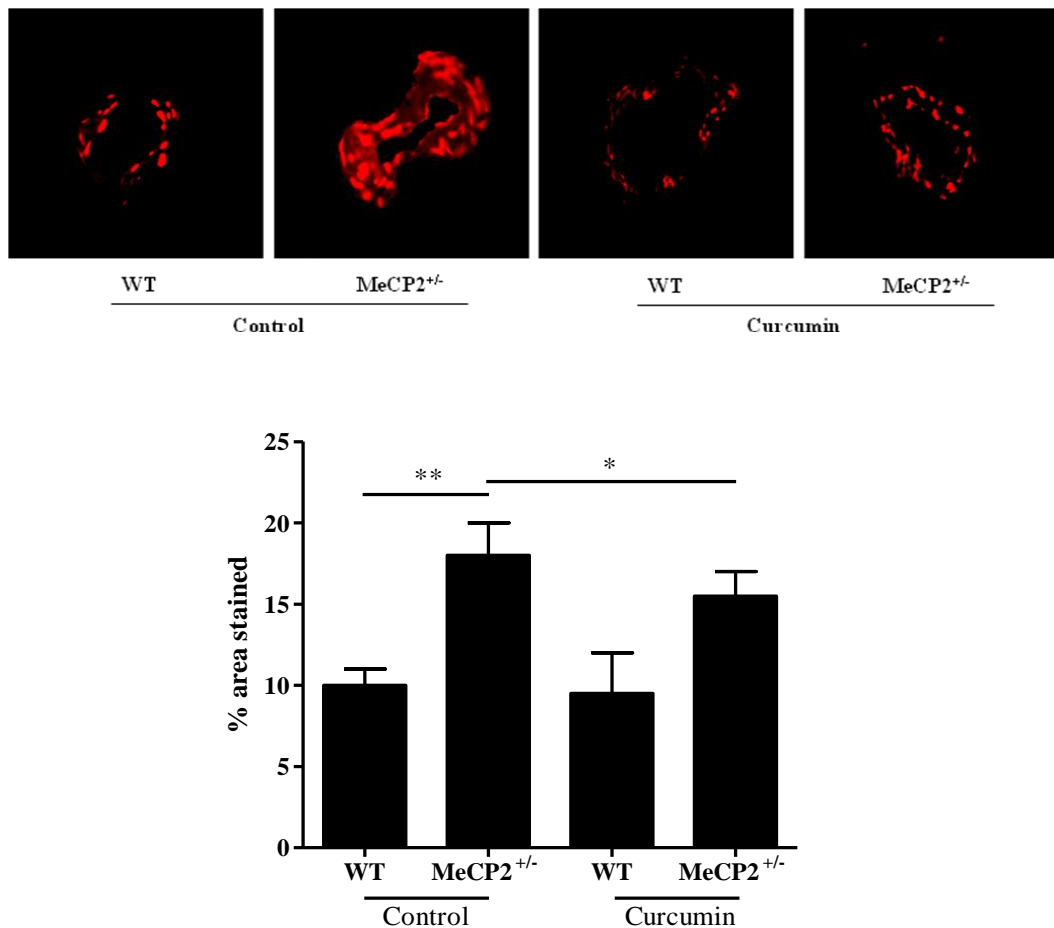 WT MeCP2+/- WT MeCP2+/-
Control Curcumin
25
** *
20
15
10
5
0
% area stained
WT MeCP2 +/- WT MeCP2 +/-
Control Curcumin